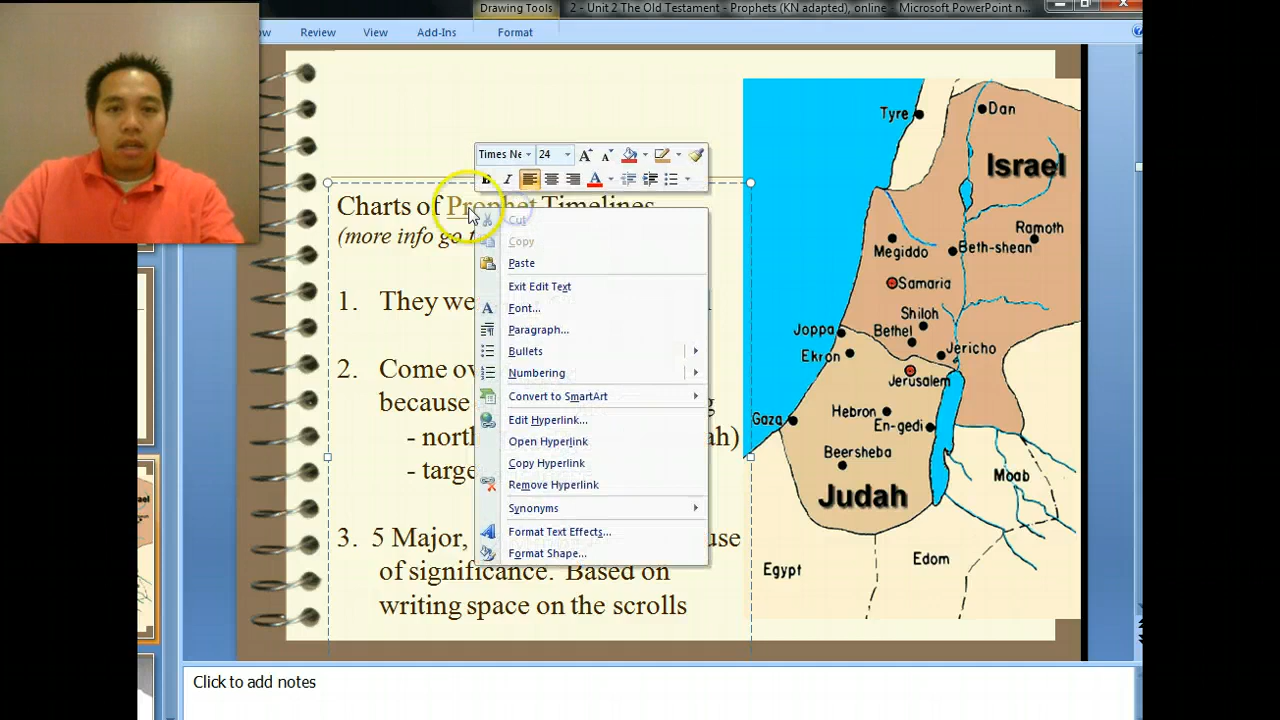 Drawing Tools
2 - Unit 2 The Old Testament - Prophets (KN adapted), online - Microsoft PowerPoint n...
Review View Add-Ins Format
Times Ne 24
B I A
Charts of Prophet Timelines
(more info go t
Cut
Copy
Paste
Exit Edit Text
Font...
Paragraph...
Bullets
Numbering
Convert to SmartArt
Edit Hyperlink...
Open Hyperlink
Copy Hyperlink
Remove Hyperlink
Synonyms
Format Text Effects...
Format Shape...
1. They we
2. Come ov
because g
- north ah)
- targe
3. 5 Major, use
of significance. Based on
writing space on the scrolls
Tyre
Dan
Israel
Ramoth
Megiddo
Beth-shean
Samaria
Shiloh
Joppa
Bethel
Jericho
Ekron
Jerusalem
Hebron
Gaza
En-gedi
Beersheba
Moab
Judah
Edom
Egypt
Israel
Click to add notes